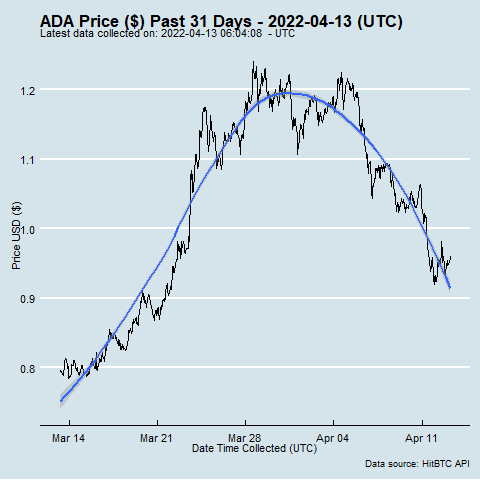 ADA Price ($) Past 31 Days - 2022-04-13 (UTC)
Latest data collected on: 2022-04-13 06:04:08 - UTC
1.2
1.1
1.0
0.9
0.8
Price USD ($)
Mar 14 Mar 21 Mar 28 Apr 04 Apr 11
Date Time Collected (UTC)
Data source: HitBTC API